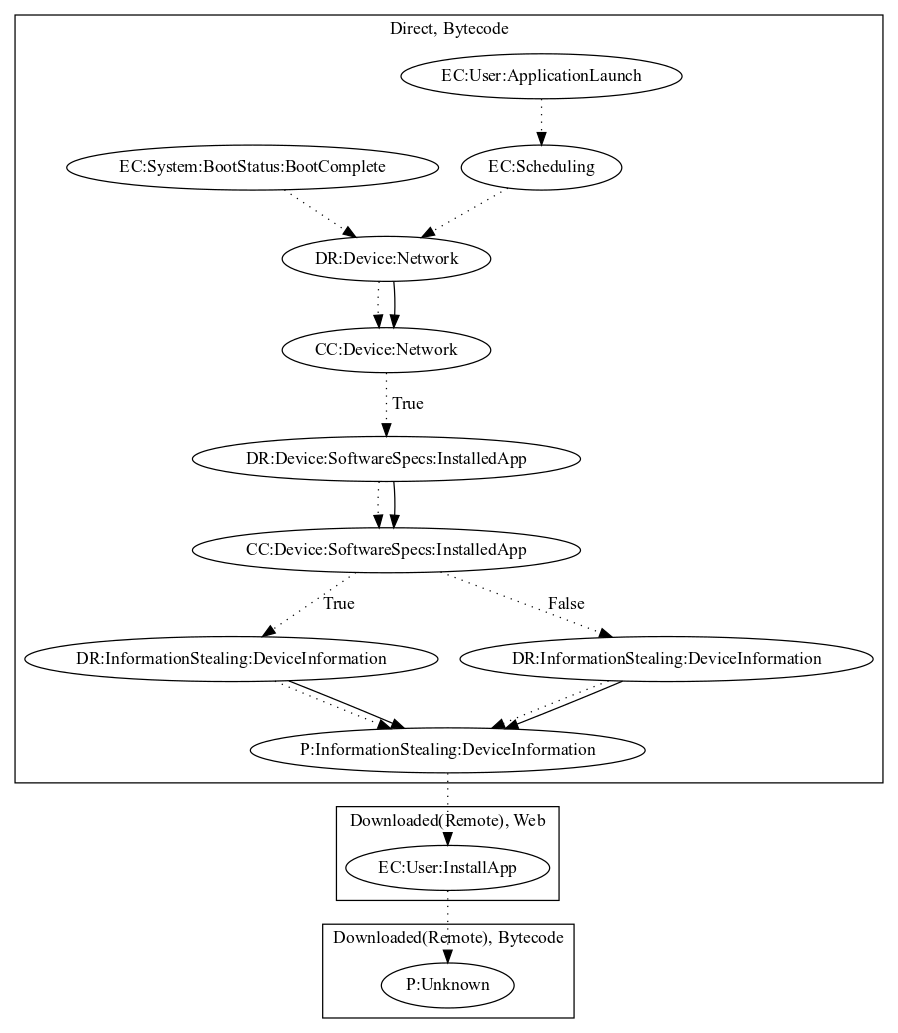 Direct, Bytecode
EC:User:ApplicationLaunch
EC:System:BootStatus:BootComplete
EC:Scheduling
DR:Device:Network
CC:Device:Network
True
DR:Device:SoftwareSpecs:InstalledApp
CC:Device:SoftwareSpecs:InstalledApp
True
False
DR:InformationStealing:DeviceInformation
DR:InformationStealing:DeviceInformation
P:InformationStealing:DeviceInformation
Downloaded(Remote), Web
EC:User:InstallApp
Downloaded(Remote), Bytecode
P:Unknown